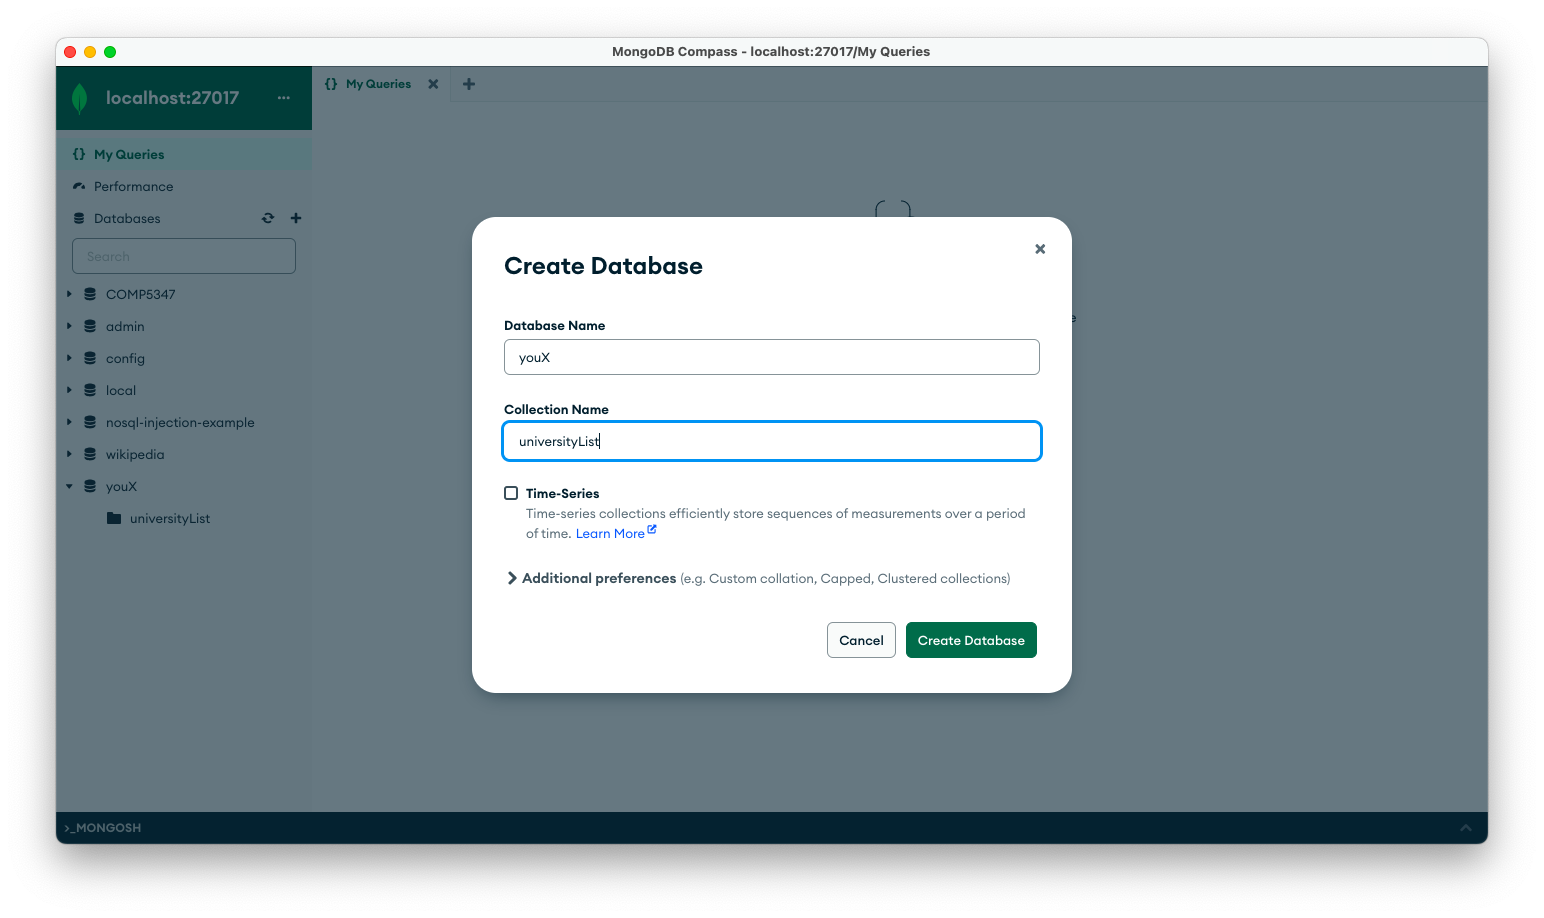 MongoDB Compass - localhost:27017/My Queries
localhost:27017
{} My Queries
{} My Queries
Performance
Databases
Search
COMP5347
admin
config
local
nosql-injection-example
wikipedia
youX
universityList
Create Database
Database Name
youX
Collection Name
universityList
Time-Series
Time-series collections efficiently store sequences of measurements over a period
of time. Learn More
Additional preferences (e.g. Custom collation, Capped, Clustered collections)
Cancel
Create Database
>_MONGOSH